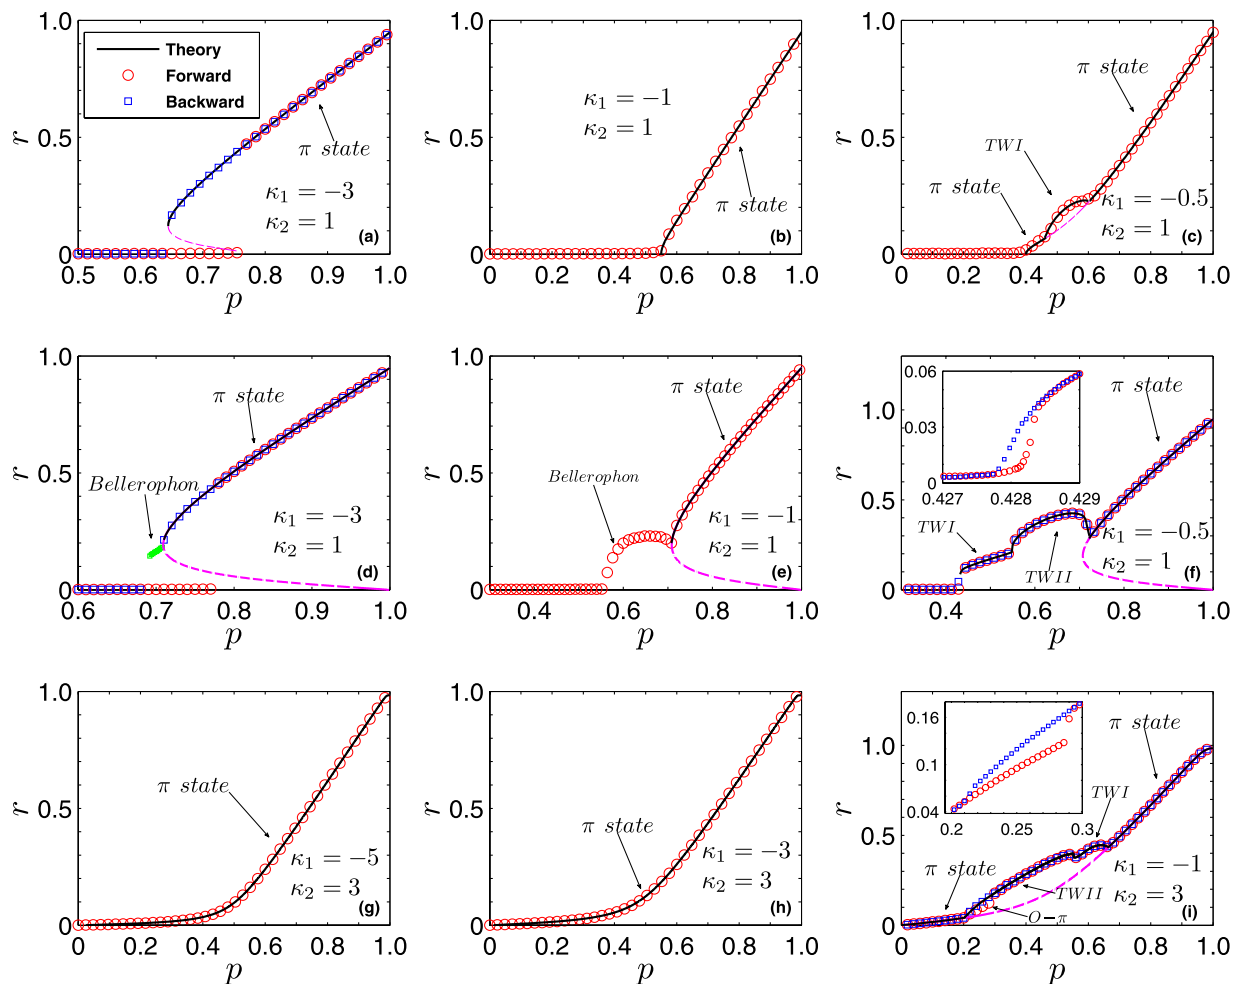 Theory
Forward
Backward
π state
κ₁ = −3
κ₂ = 1
(a)
1.0
0.5
0
r
0.5 0.6 0.7 0.8 0.9 1.0
p
κ₁ = −1
κ₂ = 1
π state
(b)
1.0
0.5
0
r
0 0.2 0.4 0.6 0.8 1.0
p
π state
TWI
π state
κ₁ = −0.5
κ₂ = 1
(c)
1.0
0.5
0
r
0 0.2 0.4 0.6 0.8 1.0
p
π state
Bellerophon
κ₁ = −3
κ₂ = 1
(d)
1.0
0.5
0
r
0.6 0.7 0.8 0.9 1.0
p
π state
Bellerophon
κ₁ = −1
κ₂ = 1
(e)
1.0
0.5
0
r
0.4 0.6 0.8 1.0
p
0.06
0.03
0
0.427 0.428 0.429
π state
TWI
TWII
κ₁ = −0.5
κ₂ = 1
(f)
1.0
0.5
0
r
0.4 0.6 0.8 1.0
p
π state
κ₁ = −5
κ₂ = 3
(g)
1.0
0.5
0
r
0 0.2 0.4 0.6 0.8 1.0
p
π state
κ₁ = −3
κ₂ = 3
(h)
1.0
0.5
0
r
0 0.2 0.4 0.6 0.8 1.0
p
0.16
0.1
0.04
0.2 0.25 0.3
π state
TWI
π state
TWII
O−π
κ₁ = −1
κ₂ = 3
(i)
1.0
0.5
0
r
0 0.2 0.4 0.6 0.8 1.0
p